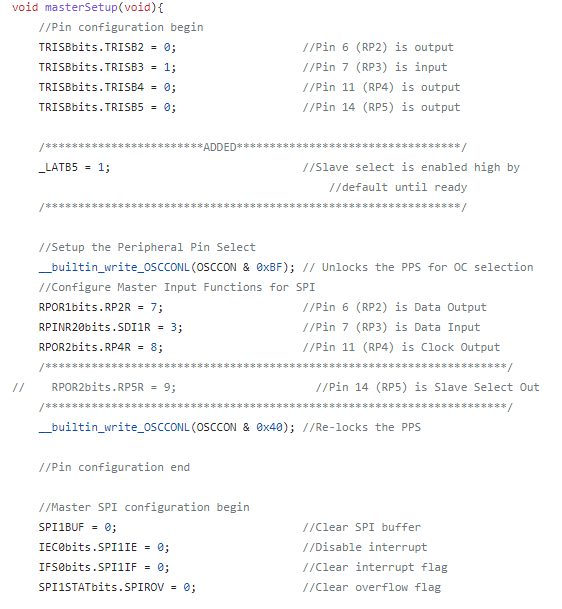 void masterSetup(void){
    //Pin configuration begin
    TRISBbits.TRISB2 = 0;                   //Pin 6 (RP2) is output
    TRISBbits.TRISB3 = 1;                   //Pin 7 (RP3) is input
    TRISBbits.TRISB4 = 0;                   //Pin 11 (RP4) is output
    TRISBbits.TRISB5 = 0;                   //Pin 14 (RP5) is output

    /************************ADDED**********************************/
    _LATB5 = 1;                             //Slave select is enabled high by
                                                //default until ready
    /***************************************************************/

    //Setup the Peripheral Pin Select
    __builtin_write_OSCCONL(OSCCON & 0xBF); // Unlocks the PPS for OC selection
    //Configure Master Input Functions for SPI
    RPOR1bits.RP2R = 7;                     //Pin 6 (RP2) is Data Output
    RPINR20bits.SDI1R = 3;                  //Pin 7 (RP3) is Data Input
    RPOR2bits.RP4R = 8;                     //Pin 11 (RP4) is Clock Output
    /**********************************************************************/
//    RPOR2bits.RP5R = 9;                     //Pin 14 (RP5) is Slave Select Out
    /**********************************************************************/
    __builtin_write_OSCCONL(OSCCON & 0x40); //Re-locks the PPS

    //Pin configuration end

    //Master SPI configuration begin
    SPI1BUF = 0;                            //Clear SPI buffer
    IEC0bits.SPI1IE = 0;                    //Disable interrupt
    IFS0bits.SPI1IF = 0;                    //Clear interrupt flag
    SPI1STATbits.SPIROV = 0;                //Clear overflow flag